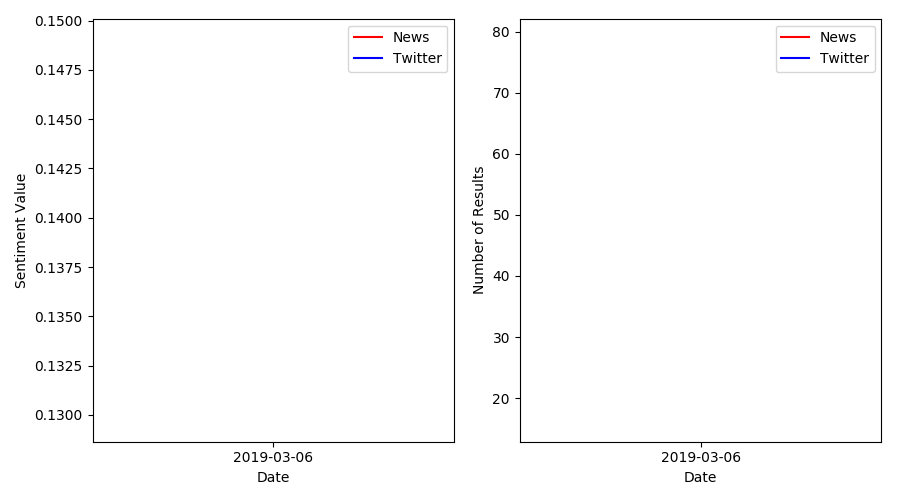 0.1500
0.1475
0.1450
0.1425
0.1400
0.1375
0.1350
0.1325
0.1300
Sentiment Value
News
Twitter
2019-03-06
Date
80
70
60
50
40
30
20
Number of Results
News
Twitter
2019-03-06
Date